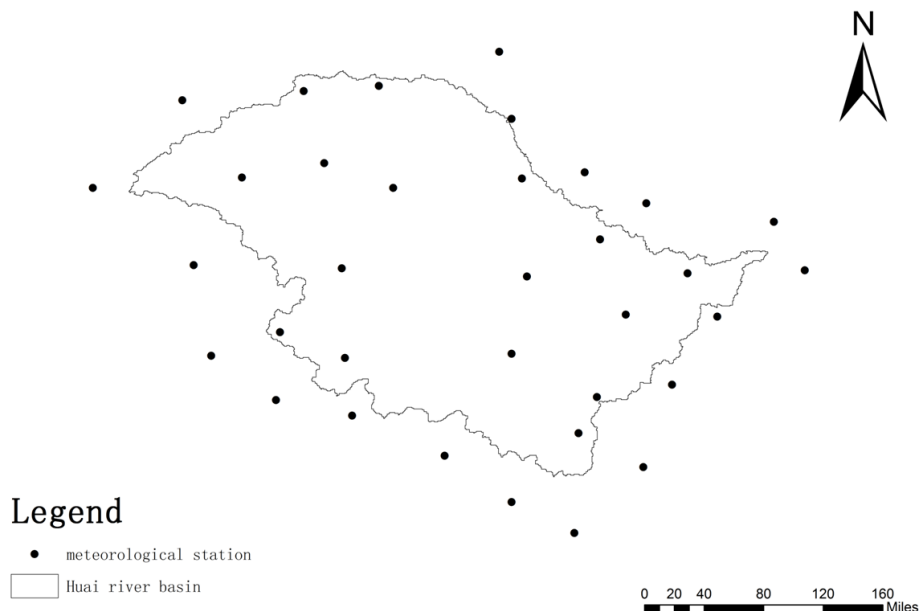 N
Legend
meteorological station
Huai river basin
0 20 40 80 120 160
Miles